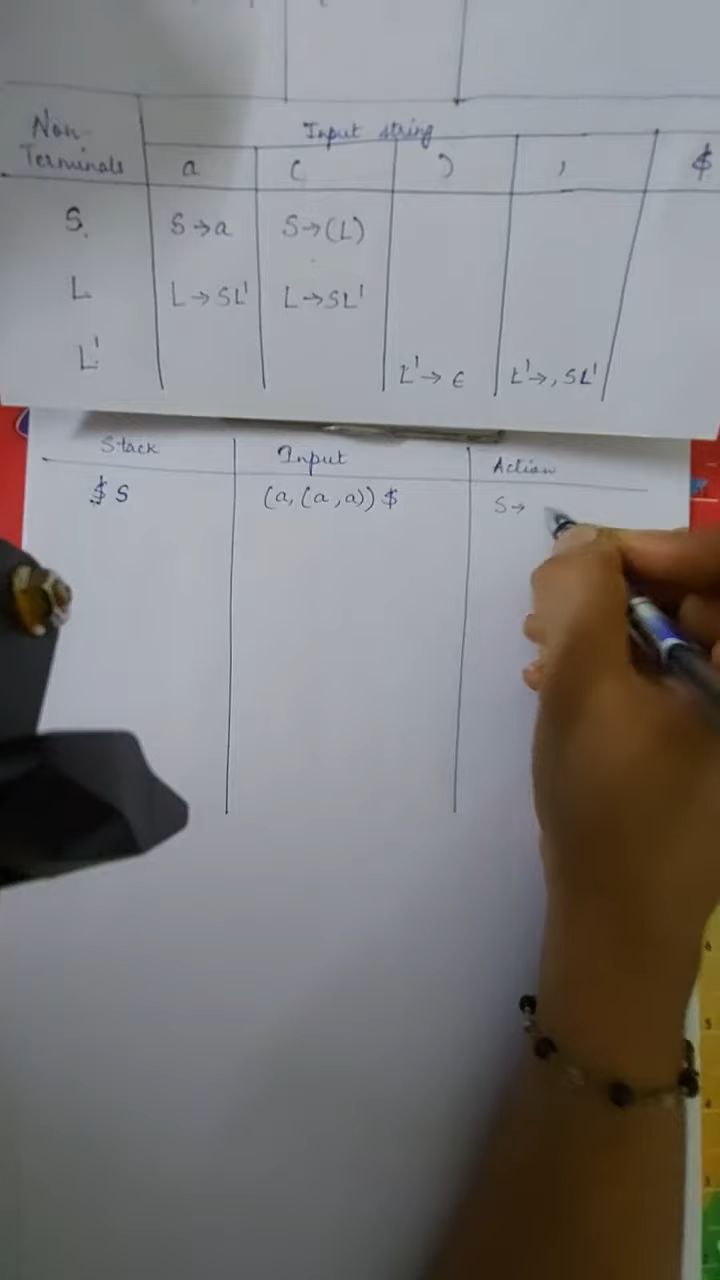 Non-Terminals Input string
a ( ) , $
S S→a S→(L)
L L→SL' L→SL'
L' L'→ε L'→,SL'
Stack Input Action
$ S (a,(a,a))$ S→